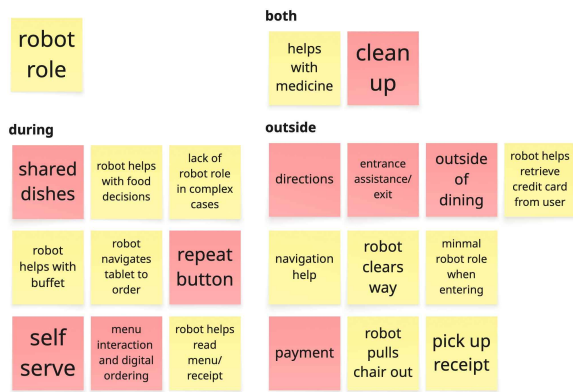 robot
role
both
helps
with
medicine
clean
up
during
shared
dishes
robot helps
with food
decisions
lack of
robot role
in complex
cases
robot
helps with
buffet
robot
navigates
tablet to
order
repeat
button
self
serve
menu
interaction
and digital
ordering
robot helps
read
menu/
receipt
outside
directions
entrance
assistance/
exit
outside
of
dining
robot helps
retrieve
credit card
from user
navigation
help
robot
clears
way
minmal
robot role
when
entering
payment
robot
pulls
chair out
pick up
receipt